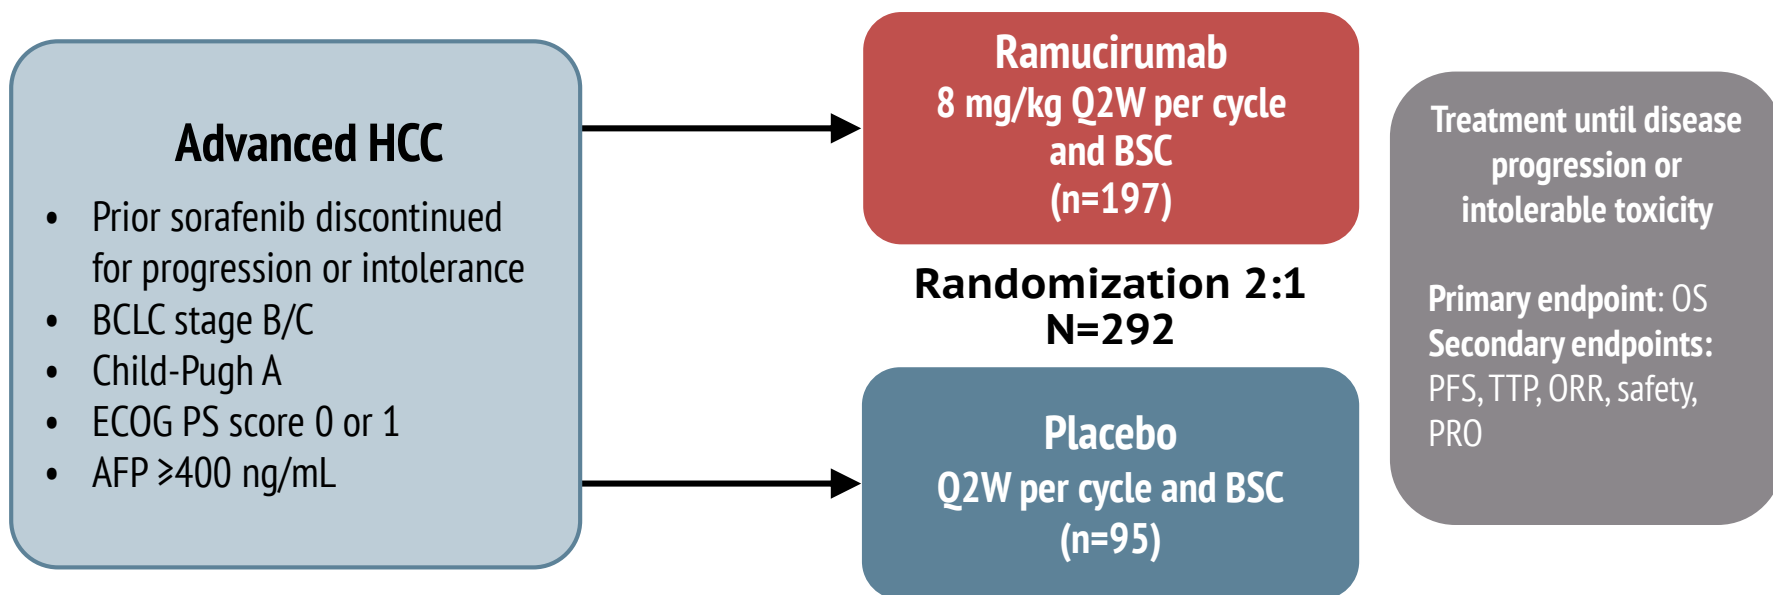 Advanced HCC
• Prior sorafenib discontinued
for progression or intolerance
• BCLC stage B/C
• Child-Pugh A
• ECOG PS score 0 or 1
• AFP ≥400 ng/mL
Ramucirumab
8 mg/kg Q2W per cycle
and BSC
(n=197)
Randomization 2:1
N=292
Placebo
Q2W per cycle and BSC
(n=95)
Treatment until disease
progression or
intolerable toxicity
Primary endpoint: OS
Secondary endpoints:
PFS, TTP, ORR, safety,
PRO